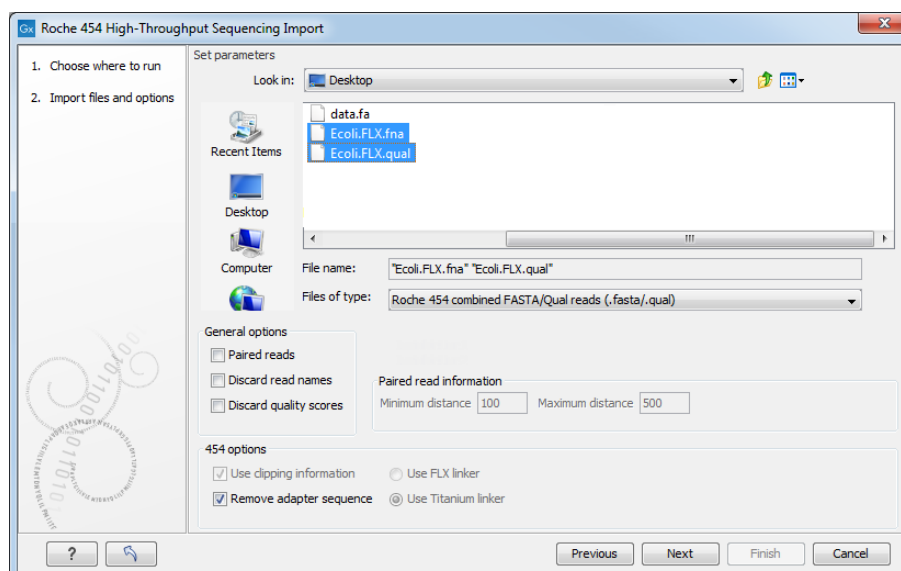 Gx Roche 454 High-Throughput Sequencing Import
x
1. Choose where to run
2. Import files and options
Set parameters
Look in: Desktop
Recent Items
Desktop
Computer
data.fa
Ecoli.FLX.fna
Ecoli.FLX.qual
File name: "Ecoli.FLX.fna" "Ecoli.FLX.qual"
Files of type: Roche 454 combined FASTA/Qual reads (.fasta/.qual)
General options
Paired reads
Discard read names
Discard quality scores
Paired read information
Minimum distance 100 Maximum distance 500
454 options
Use clipping information Use FLX linker
Remove adapter sequence Use Titanium linker
? Previous Next Finish Cancel